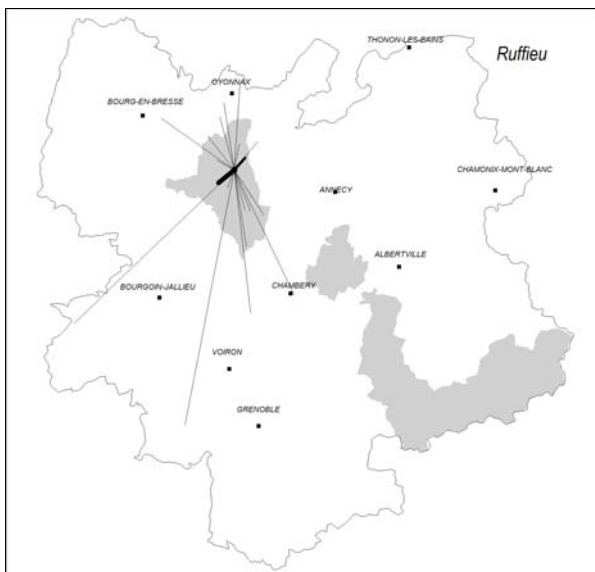 THONON-LES-BAINS
Ruffieu
OYONNAX
BOURG-EN-BRESSE
CHAMONIX-MONT-BLANC
ANNECY
ALBERTVILLE
BOURGOIN-JALLIEU
CHAMBERY
VOIRON
GRENOBLE